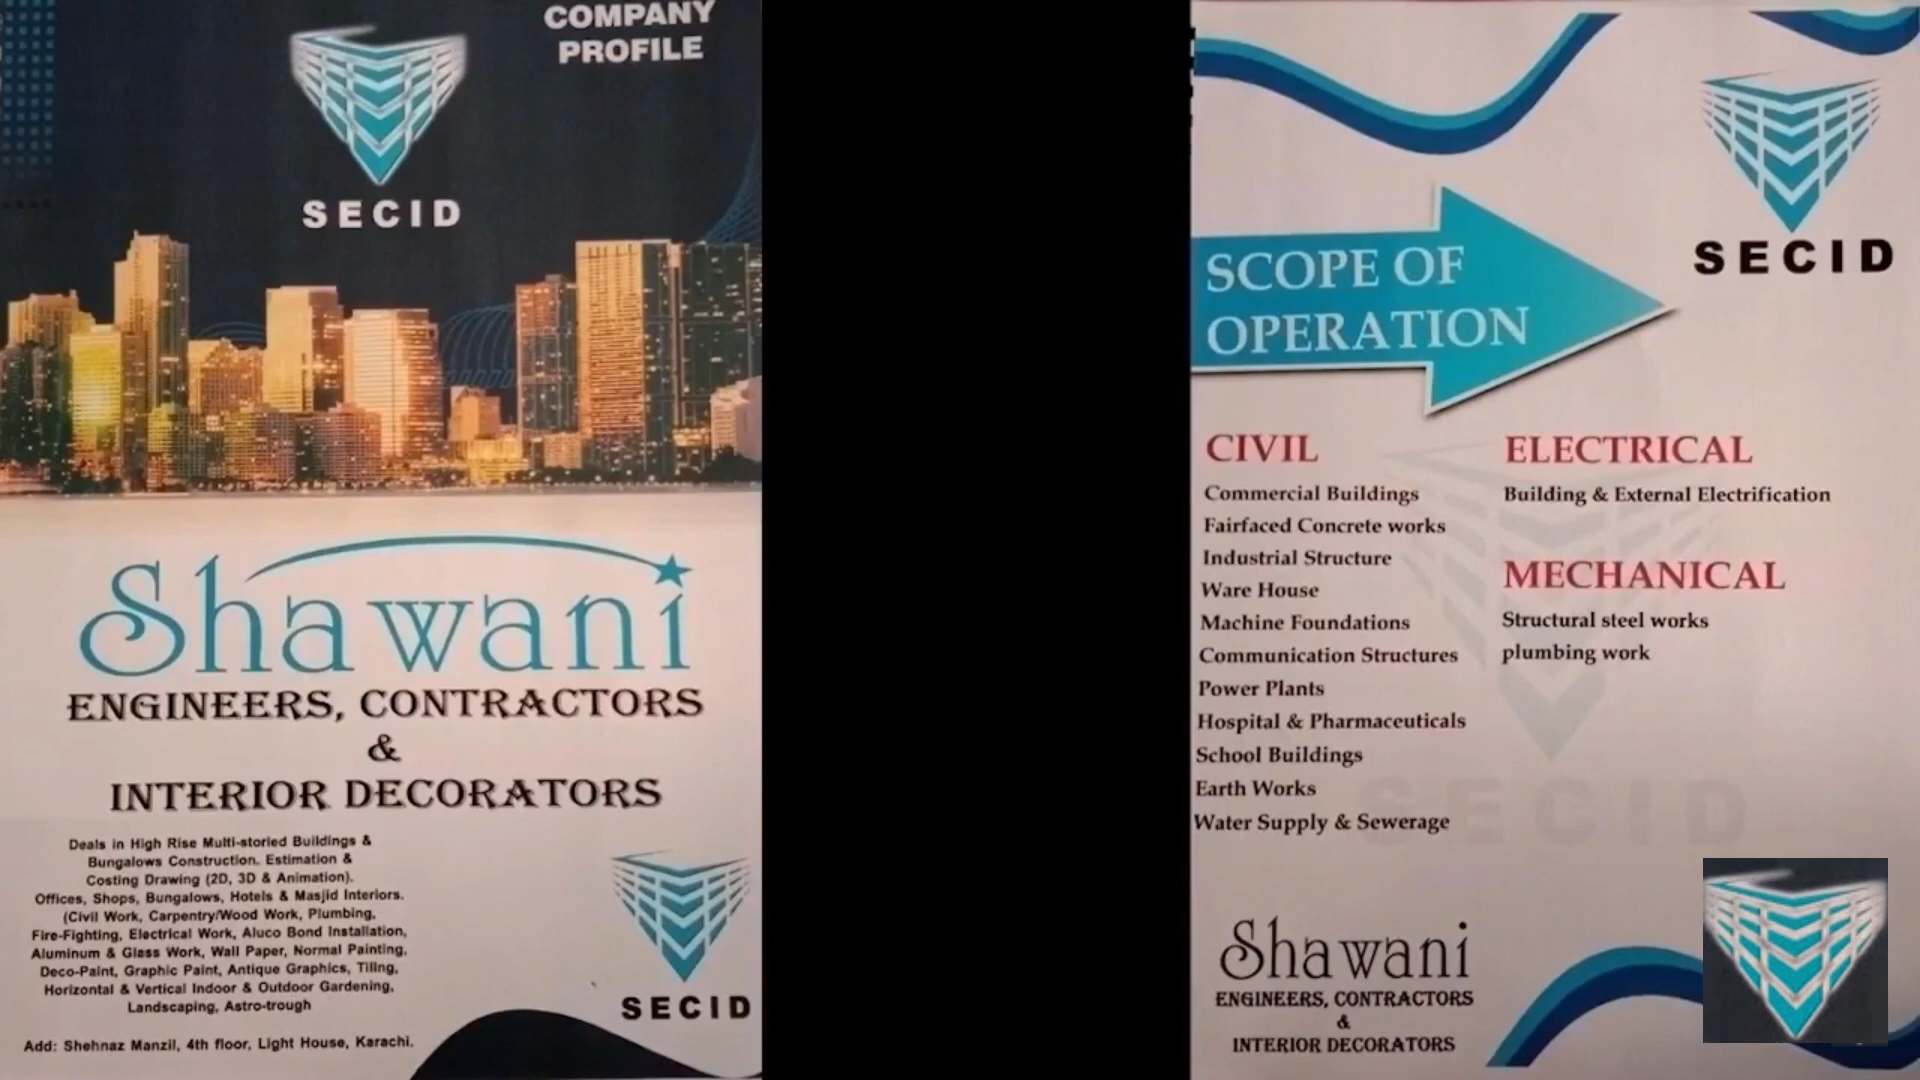 COMPANY
PROFILE
SECID
Shawani
ENGINEERS, CONTRACTORS
&
INTERIOR DECORATORS
Deals in High Rise Multi-storied Buildings &
Bungalows Construction. Estimation &
Costing Drawing (2D, 3D & Animation).
Offices, Shops, Bungalows, Hotels & Masjid Interiors.
(Civil Work, Carpentry/Wood Work, Plumbing,
Fire-Fighting, Electrical Work, Aluco Bond Installation,
Aluminum & Glass Work, Wall Paper, Normal Painting,
Deco-Paint, Graphic Paint, Antique Graphics, Tiling,
Horizontal & Vertical Indoor & Outdoor Gardening,
Landscaping, Astro-trough
SECID
Add: Shehnaz Manzil, 4th floor, Light House, Karachi.
SECID
SCOPE OF
OPERATION
CIVIL
Commercial Buildings
Fairfaced Concrete works
Industrial Structure
Ware House
Machine Foundations
Communication Structures
Power Plants
Hospital & Pharmaceuticals
School Buildings
Earth Works
Water Supply & Sewerage
ELECTRICAL
Building & External Electrification
MECHANICAL
Structural steel works
plumbing work
SECID
Shawani
ENGINEERS, CONTRACTORS
&
INTERIOR DECORATORS